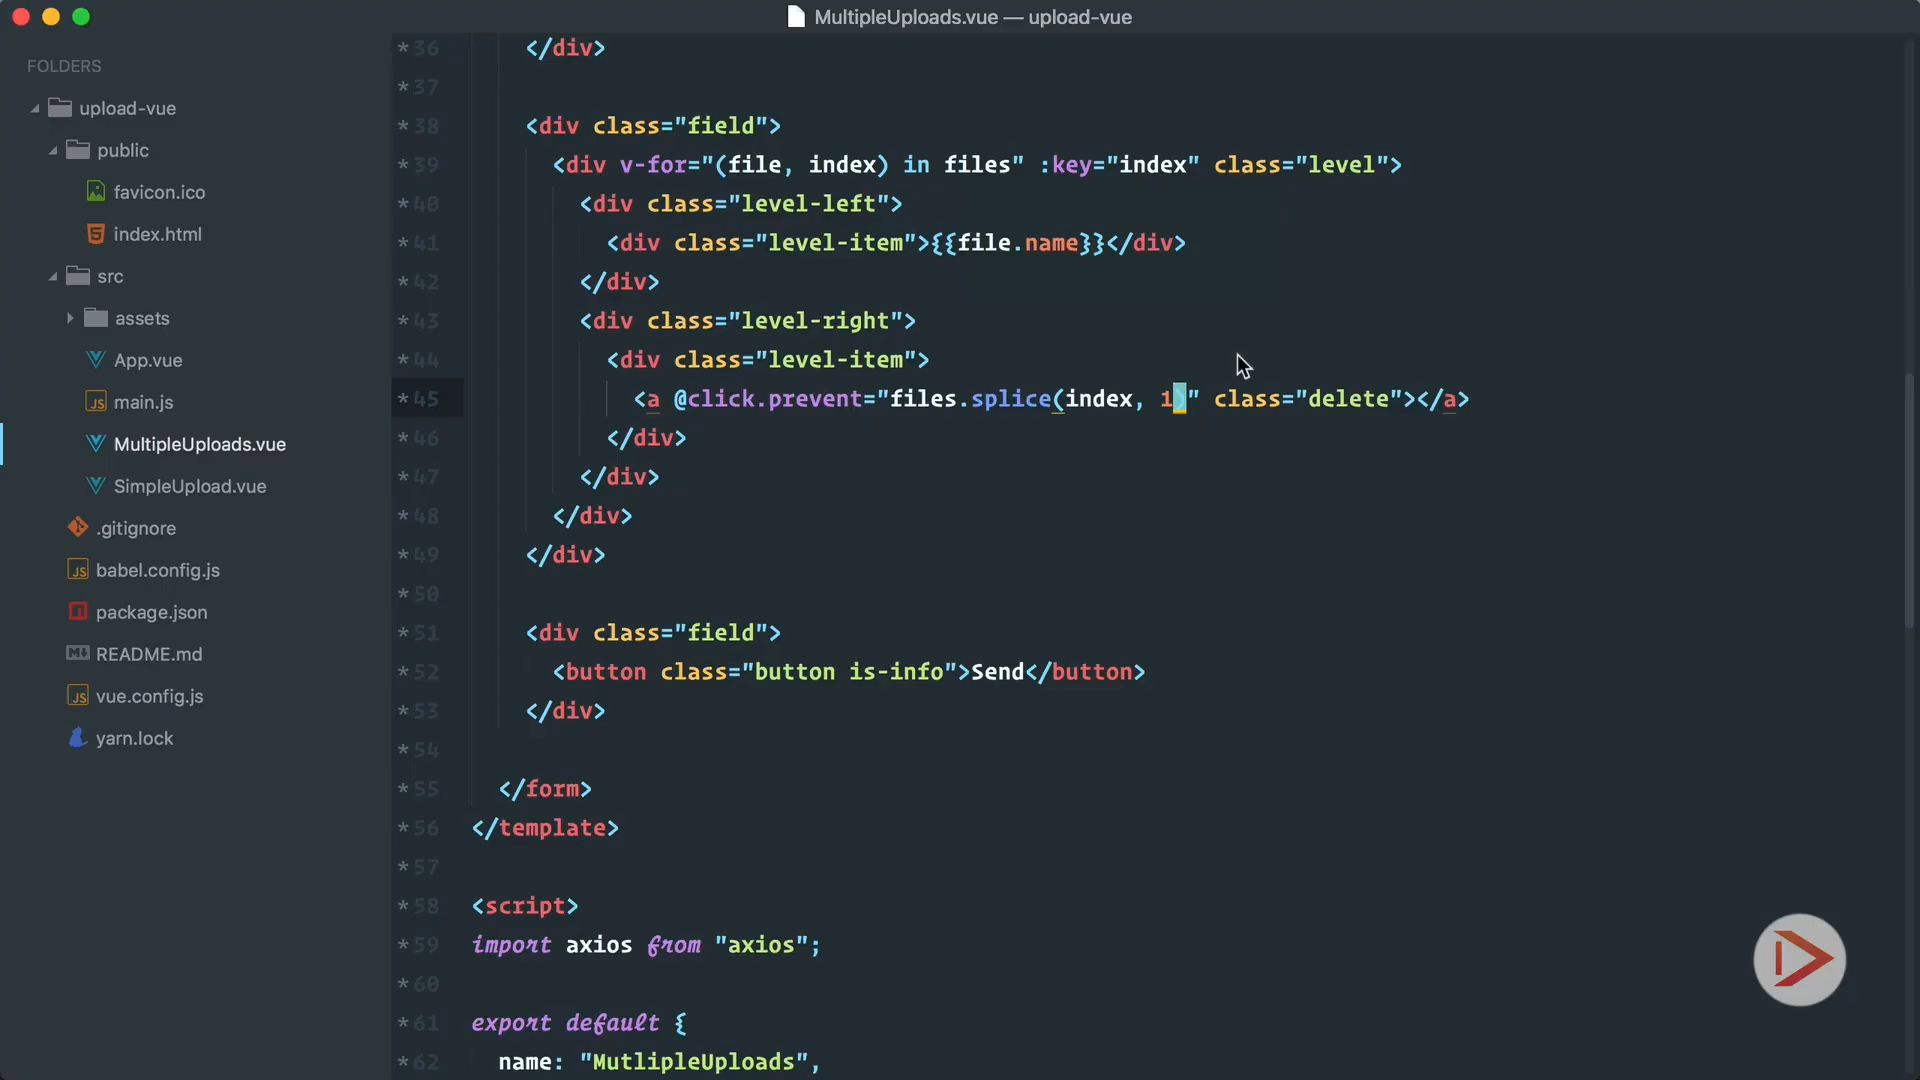 MultipleUploads.vue — upload-vue
FOLDERS
upload-vue
public
favicon.ico
index.html
src
assets
App.vue
JS main.js
MultipleUploads.vue
SimpleUpload.vue
.gitignore
JS babel.config.js
package.json
M README.md
JS vue.config.js
yarn.lock
*36 </div>
*37
*38 <div class="field">
*39 <div v-for="(file, index) in files" :key="index" class="level">
*40 <div class="level-left">
*41 <div class="level-item">{{file.name}}</div>
*42 </div>
*43 <div class="level-right">
*44 <div class="level-item">
*45 <a @click.prevent="files.splice(index, 1)" class="delete"></a>
*46 </div>
*47 </div>
*48 </div>
*49 </div>
*50
*51 <div class="field">
*52 <button class="button is-info">Send</button>
*53 </div>
*54
*55 </form>
*56 </template>
*57
*58 <script>
*59 import axios from "axios";
*60
*61 export default {
*62 name: "MutlipleUploads",